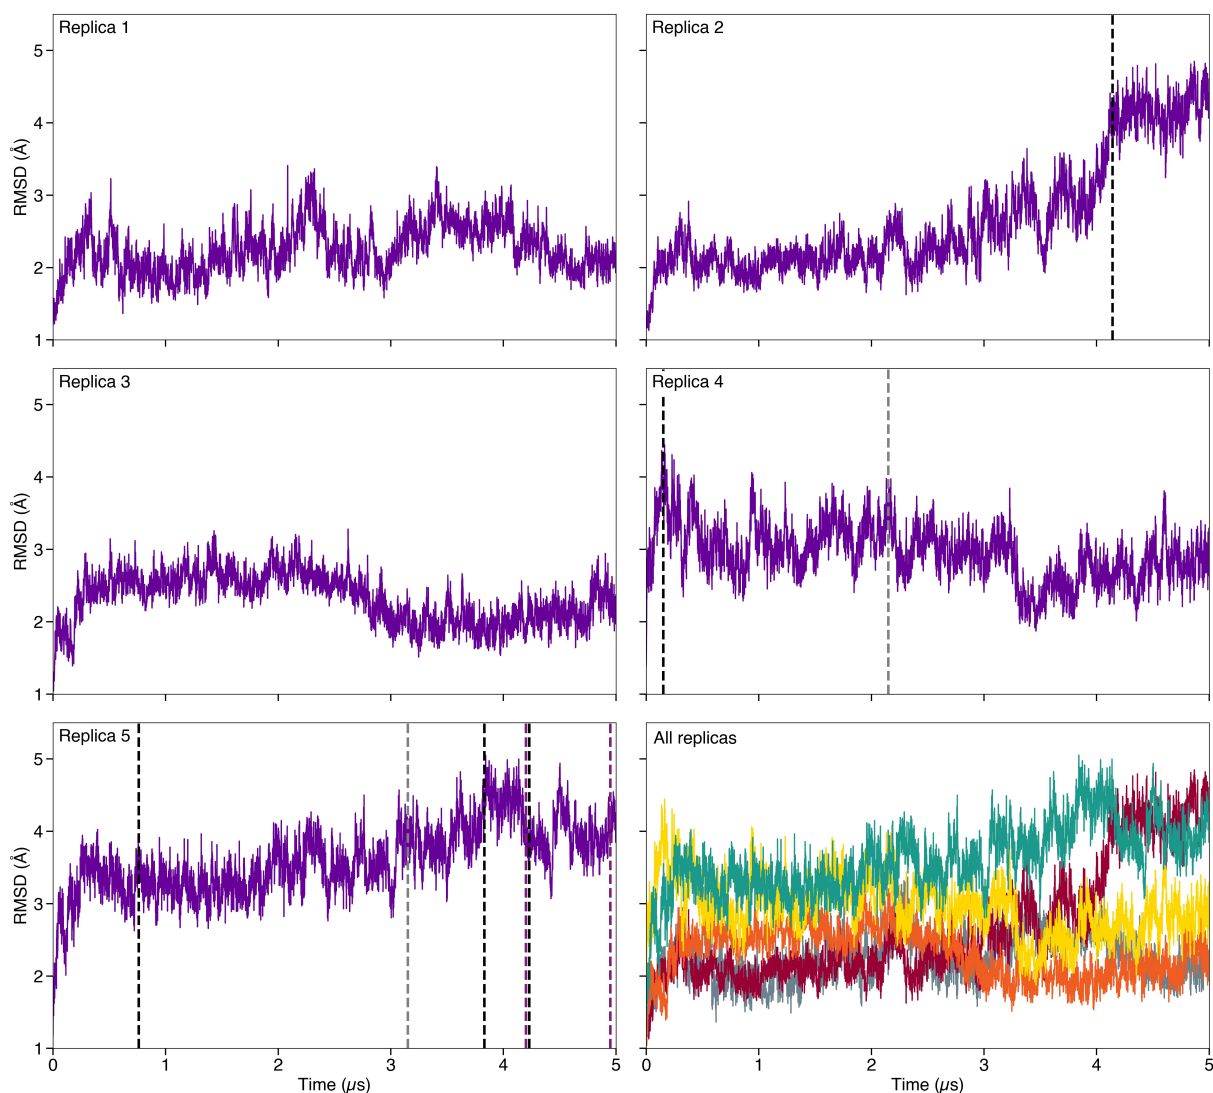 Replica 1
Replica 2
5
4
3
2
1
RMSD (Å)
Replica 3
Replica 4
5
4
3
2
1
RMSD (Å)
Replica 5
All replicas
5
4
3
2
1
RMSD (Å)
0 1 2 3 4 5
0 1 2 3 4 5
Time (μs)
Time (μs)